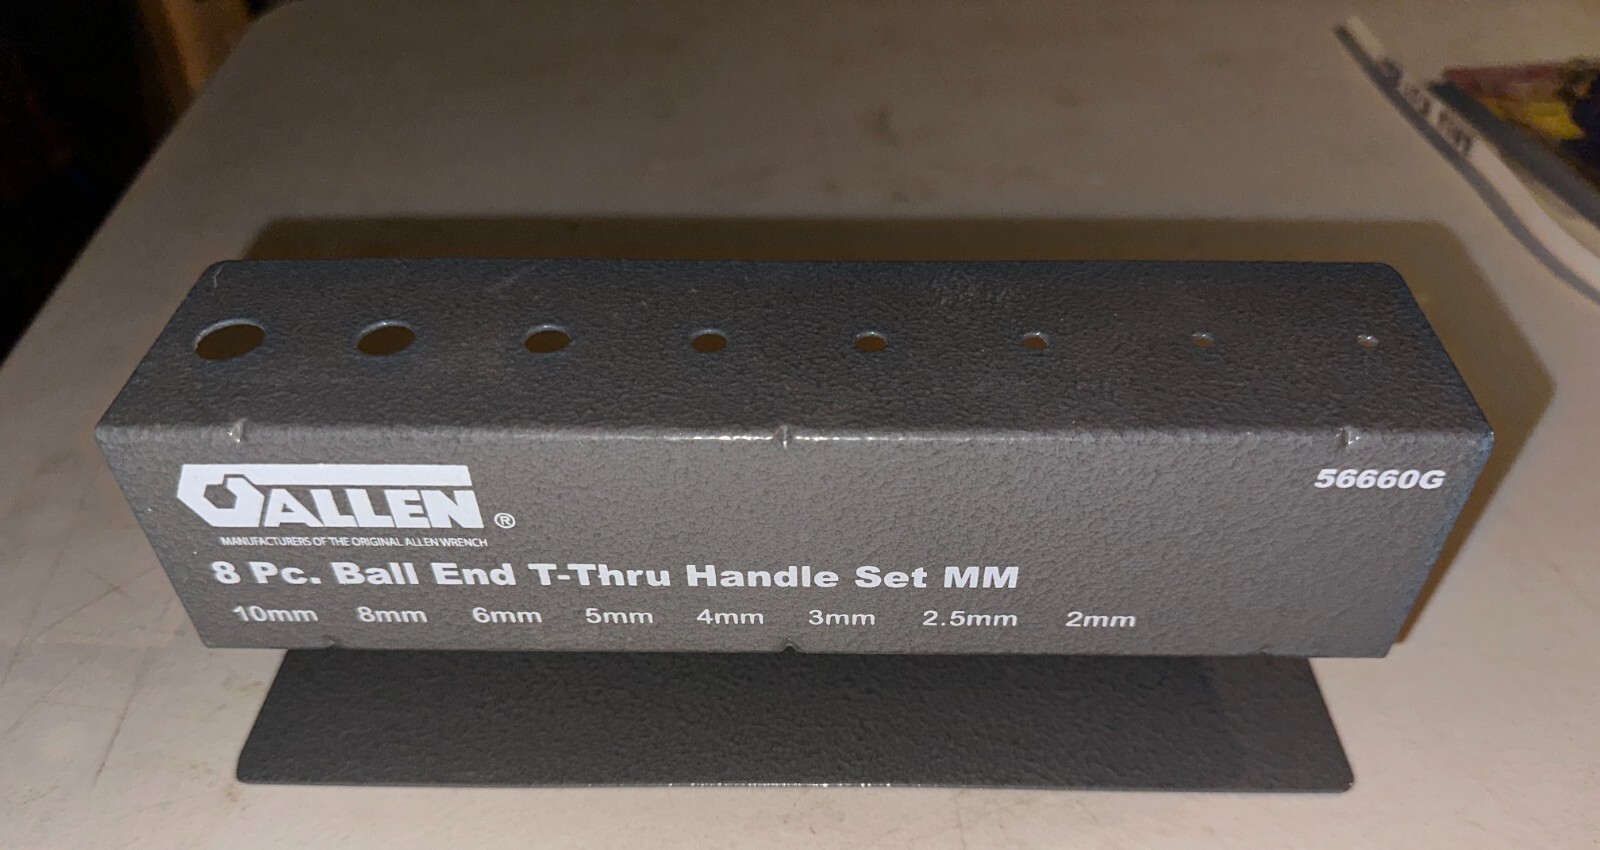 ALLEN ®
56660G
MANUFACTURERS OF THE ORIGINAL ALLEN WRENCH
8 Pc. Ball End T-Thru Handle Set MM
10mm 8mm 6mm 5mm 4mm 3mm 2.5mm 2mm